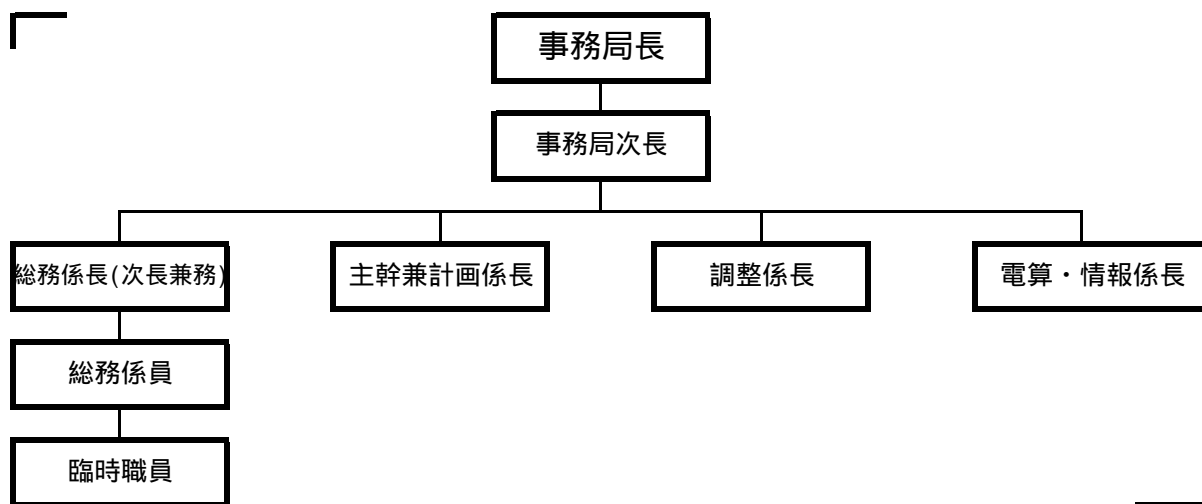 事務局長
事務局次長
総務係長(次長兼務)
主幹兼計画係長
調整係長
電算・情報係長
総務係員
臨時職員